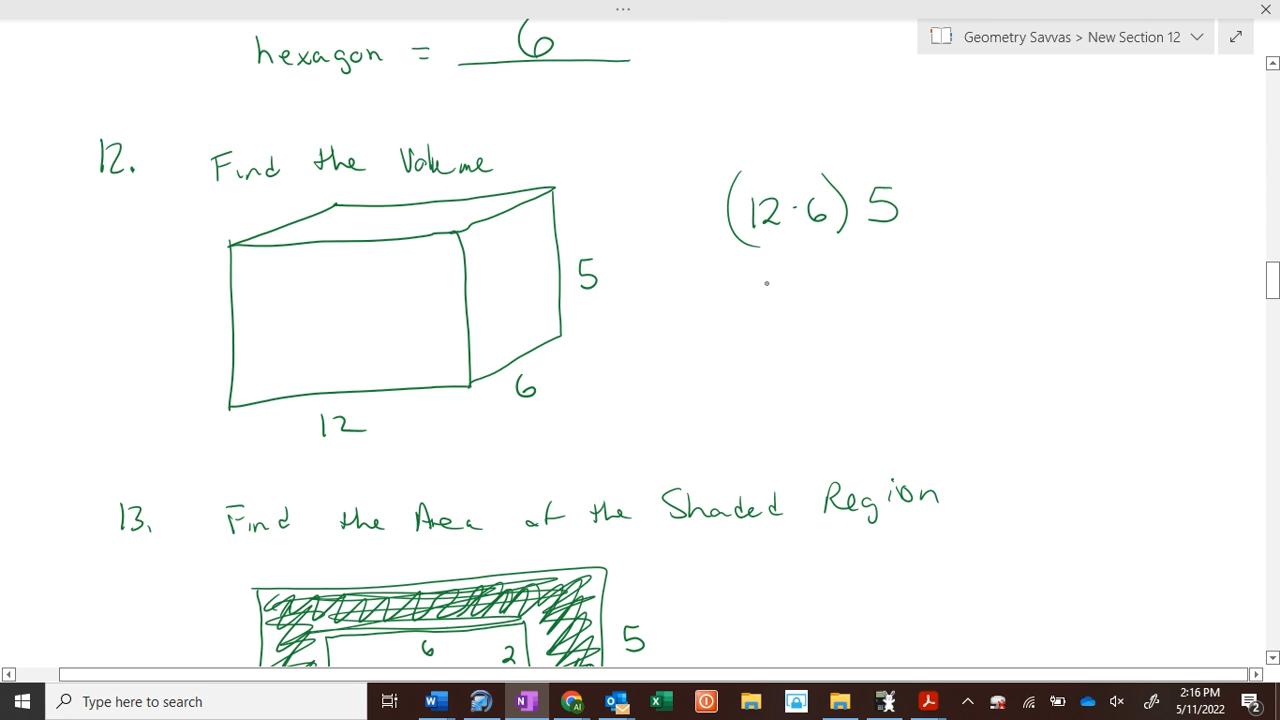 Geometry Savvas > New Section 12
hexagon = 6
12. Find the Volume
(12 · 6) 5
5
6
12
13. Find the Area of the Shaded Region
5
6 2
Type here to search
2:16 PM
5/11/2022
2